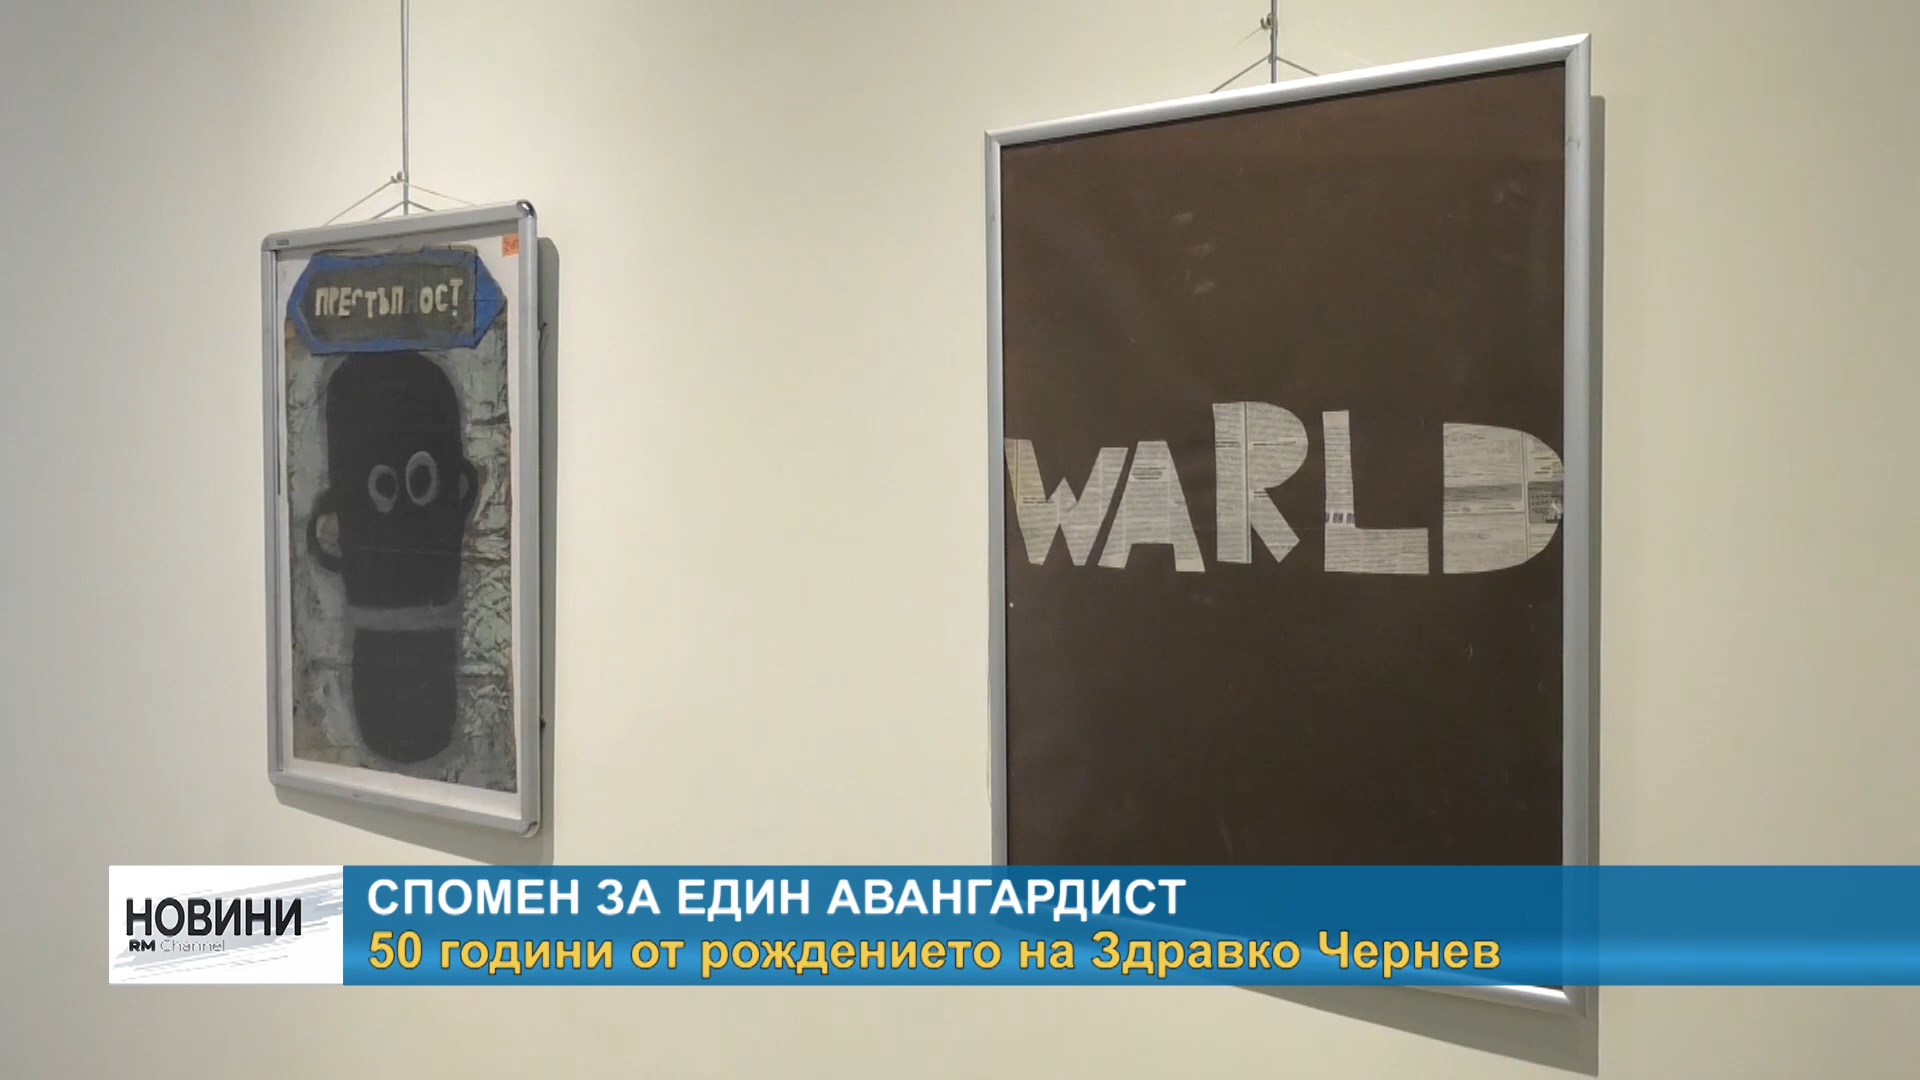 ПРЕСТЪПНОСТ
WARLD
НОВИНИ
RM Channel
СПОМЕН ЗА ЕДИН АВАНГАРДИСТ
50 години от рождението на Здравко Чернев